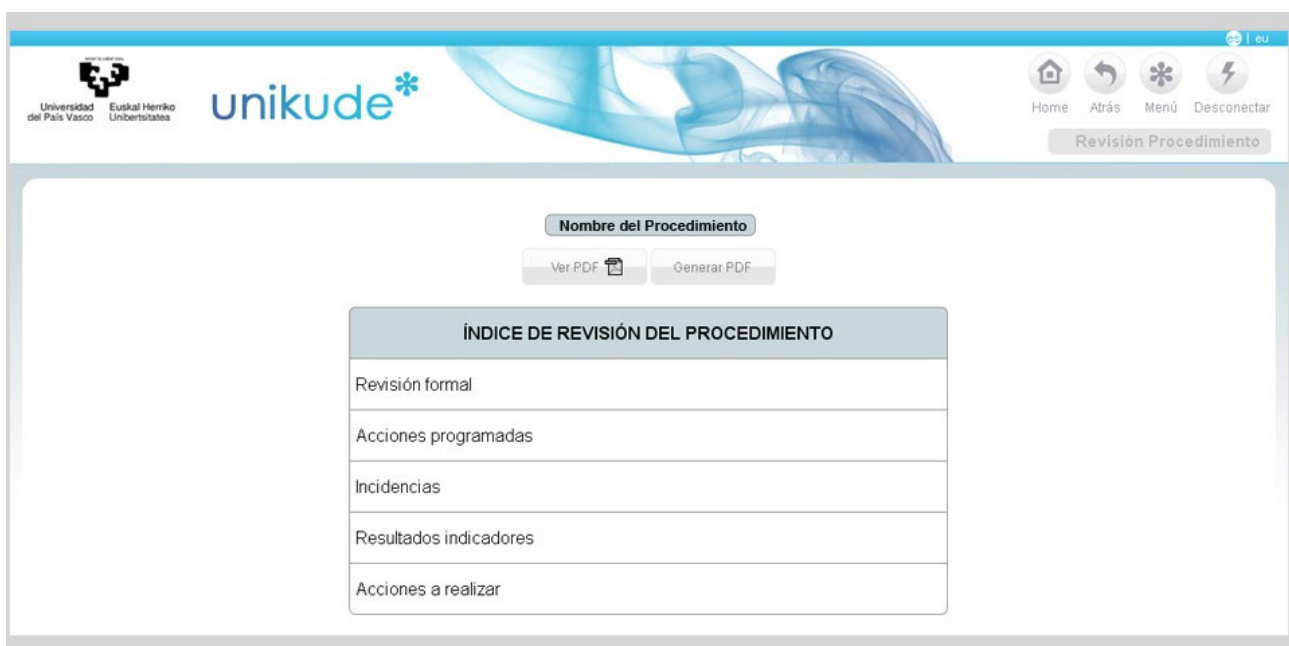 es | eu
Universidad del País Vasco
Euskal Herriko Unibertsitatea
unikude*
Home
Atrás
Menú
Desconectar
Revisión Procedimiento
Nombre del Procedimiento
Ver PDF
Generar PDF
ÍNDICE DE REVISIÓN DEL PROCEDIMIENTO
Revisión formal
Acciones programadas
Incidencias
Resultados indicadores
Acciones a realizar